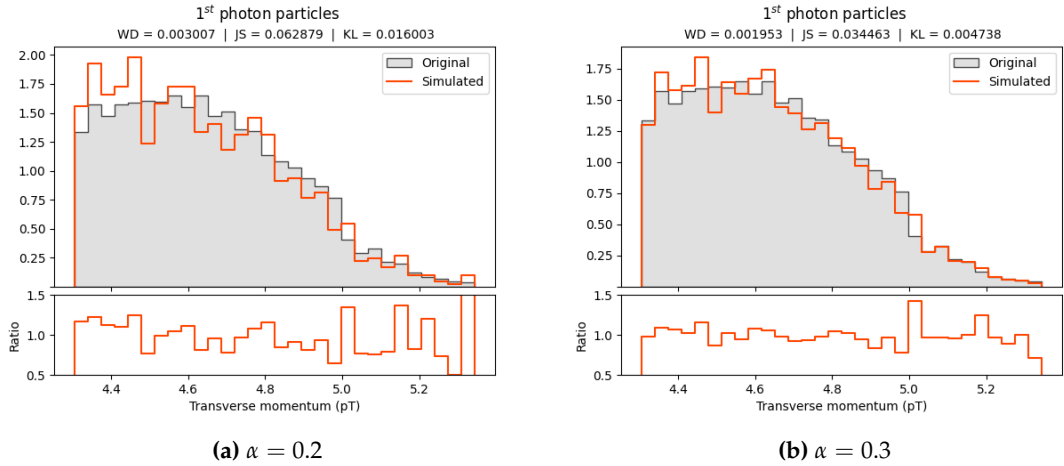 1st photon particles
WD = 0.003007 | JS = 0.062879 | KL = 0.016003
2.00
1.75
1.50
1.25
1.00
0.75
0.50
0.25
Original
Simulated
1.5
1.0
0.5
Ratio
4.4 4.6 4.8 5.0 5.2
Transverse momentum (pT)
(a) α = 0.2
1st photon particles
WD = 0.001953 | JS = 0.034463 | KL = 0.004738
1.75
1.50
1.25
1.00
0.75
0.50
0.25
Original
Simulated
1.5
1.0
0.5
Ratio
4.4 4.6 4.8 5.0 5.2
Transverse momentum (pT)
(b) α = 0.3